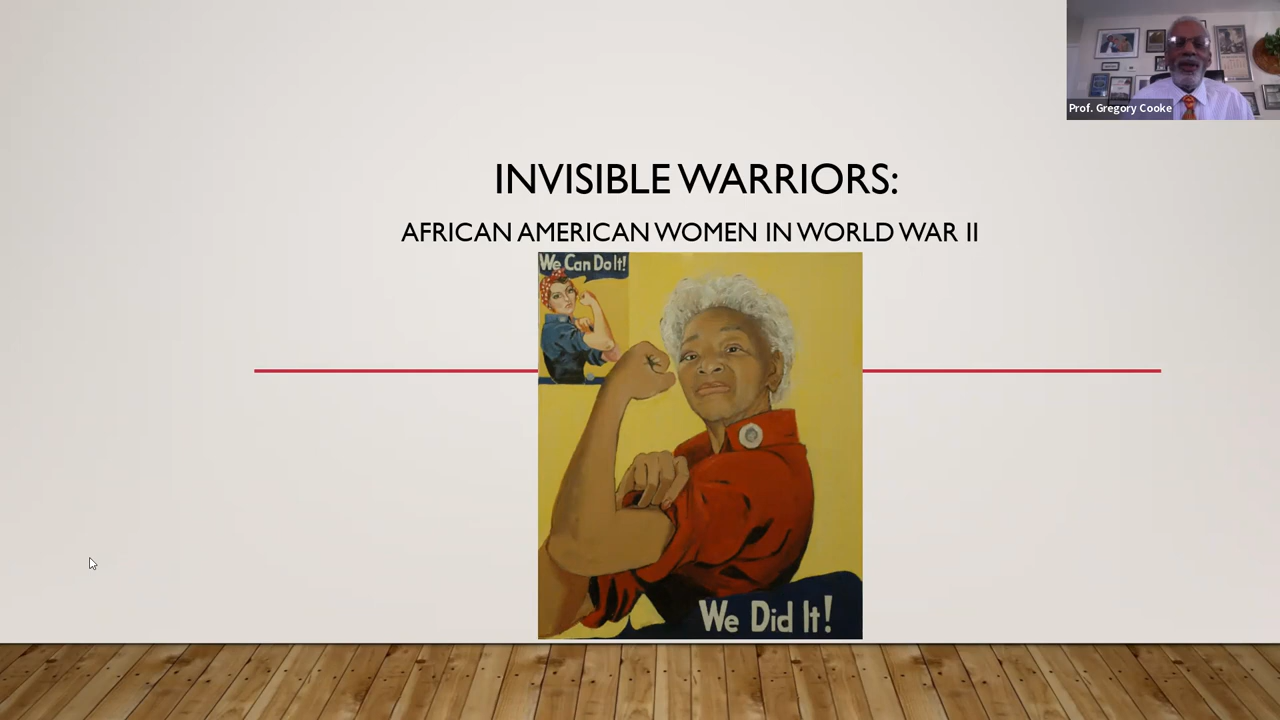 Prof. Gregory Cooke
INVISIBLE WARRIORS:
AFRICAN AMERICAN WOMEN IN WORLD WAR II
We Can Do It!
We Did It!